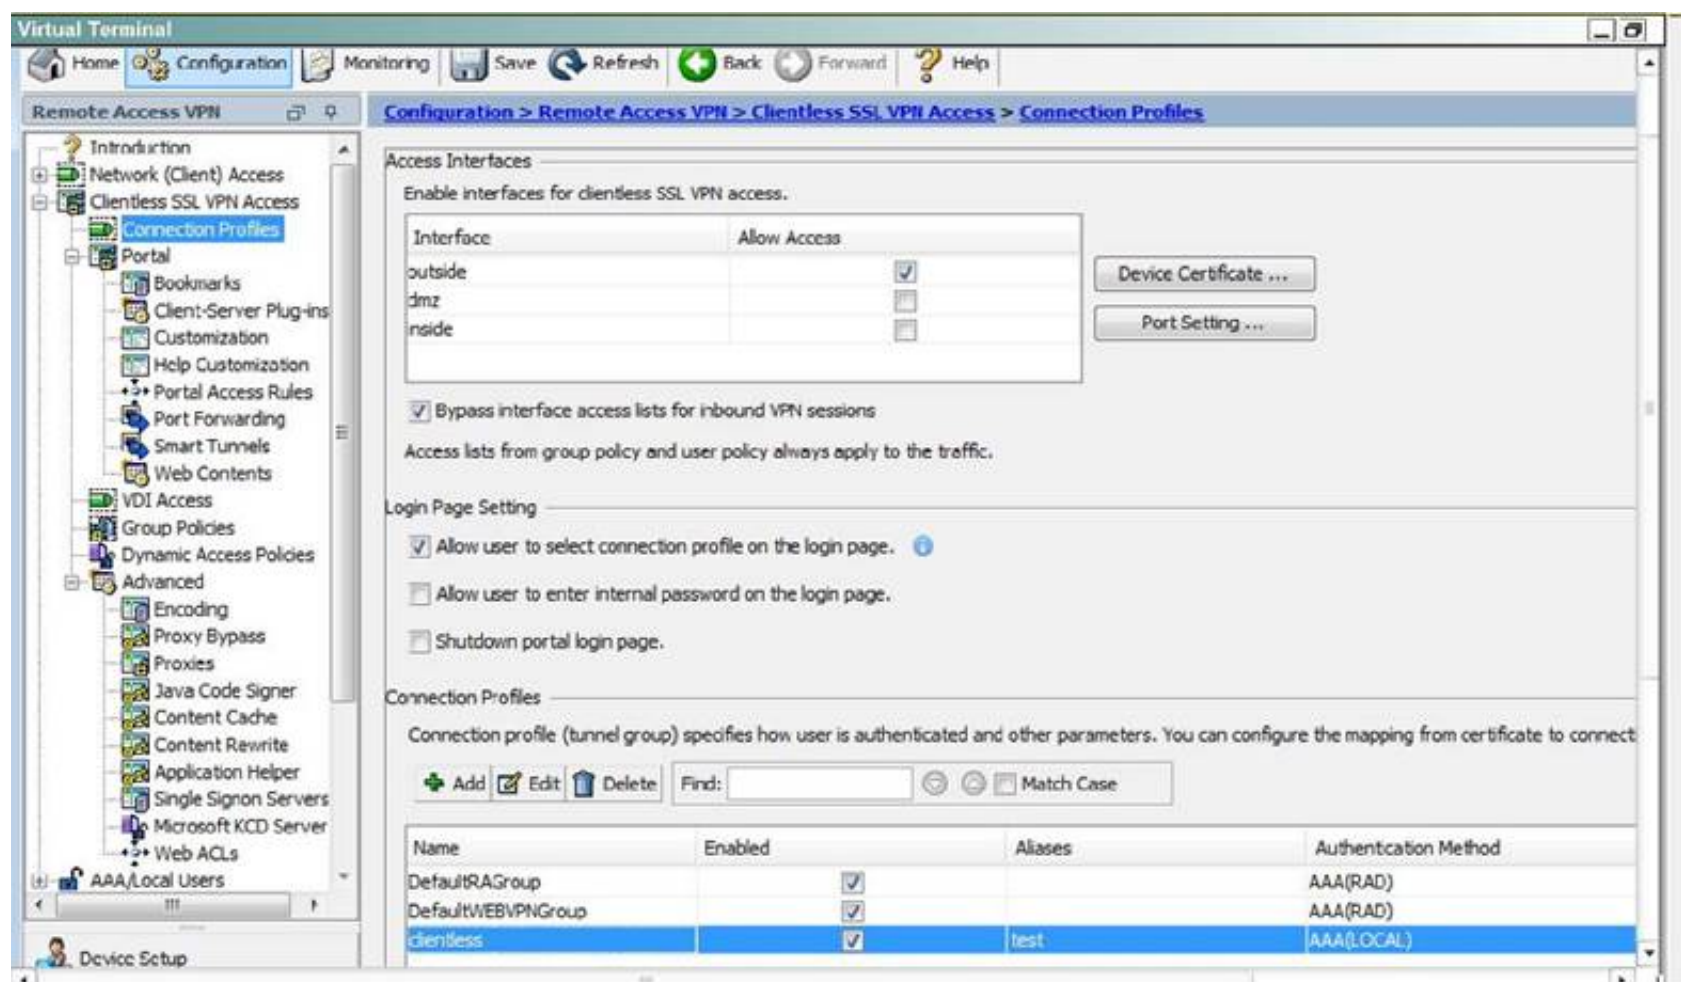 Virtual Terminal
Home Configuration Monitoring Save Refresh Back Forward Help
Remote Access VPN
Introduction
Network (Client) Access
Clientless SSL VPN Access
Connection Profiles
Portal
Bookmarks
Client-Server Plug-ins
Customization
Help Customization
Portal Access Rules
Port Forwarding
Smart Tunnels
Web Contents
VDI Access
Group Policies
Dynamic Access Policies
Advanced
Encoding
Proxy Bypass
Proxies
Java Code Signer
Content Cache
Content Rewrite
Application Helper
Single Signon Servers
Microsoft KCD Server
Web ACLs
AAA/Local Users
Device Setup
Configuration > Remote Access VPN > Clientless SSL VPN Access > Connection Profiles
Access Interfaces
Enable interfaces for clientless SSL VPN access.
Interface Allow Access
outside
dmz
inside
Device Certificate ...
Port Setting ...
Bypass interface access lists for inbound VPN sessions
Access lists from group policy and user policy always apply to the traffic.
Login Page Setting
Allow user to select connection profile on the login page.
Allow user to enter internal password on the login page.
Shutdown portal login page.
Connection Profiles
Connection profile (tunnel group) specifies how user is authenticated and other parameters. You can configure the mapping from certificate to connect
Add Edit Delete Find: Match Case
Name Enabled Aliases Authentication Method
DefaultRAGroup AAA(RAD)
DefaultWEBVPNGroup AAA(RAD)
clientless test AAA(LOCAL)